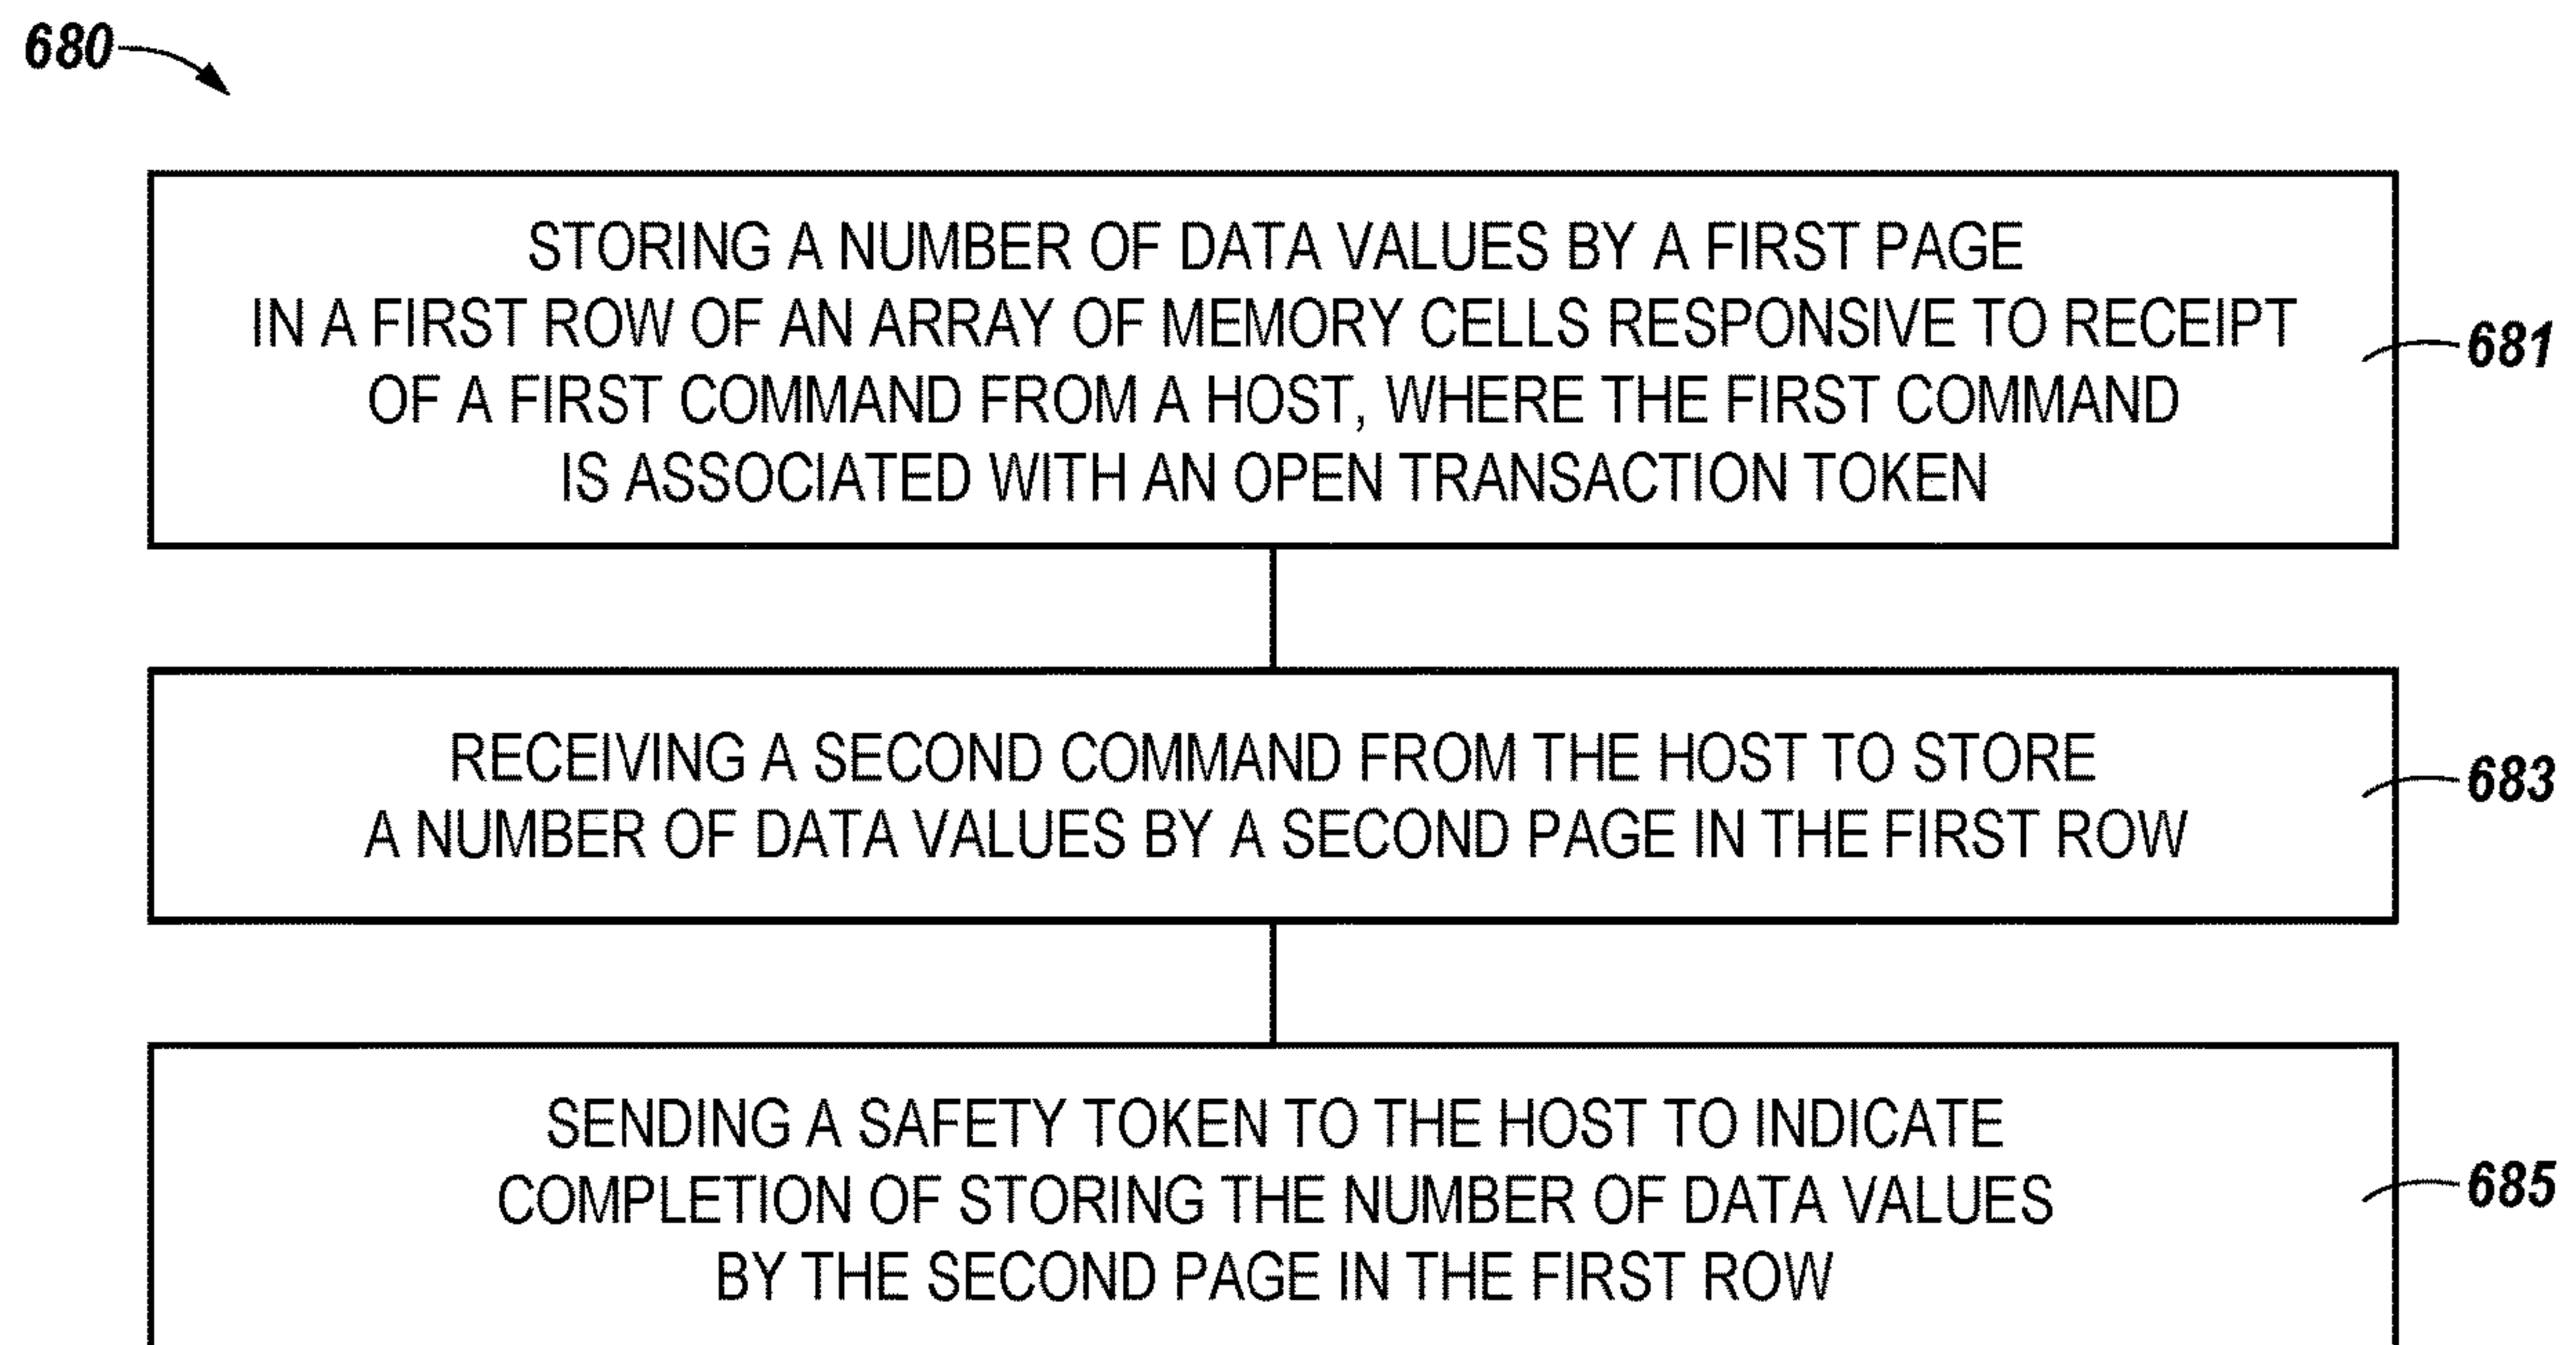 680
STORING A NUMBER OF DATA VALUES BY A FIRST PAGE
IN A FIRST ROW OF AN ARRAY OF MEMORY CELLS RESPONSIVE TO RECEIPT
OF A FIRST COMMAND FROM A HOST, WHERE THE FIRST COMMAND
IS ASSOCIATED WITH AN OPEN TRANSACTION TOKEN
681
RECEIVING A SECOND COMMAND FROM THE HOST TO STORE
A NUMBER OF DATA VALUES BY A SECOND PAGE IN THE FIRST ROW
683
SENDING A SAFETY TOKEN TO THE HOST TO INDICATE
COMPLETION OF STORING THE NUMBER OF DATA VALUES
BY THE SECOND PAGE IN THE FIRST ROW
685